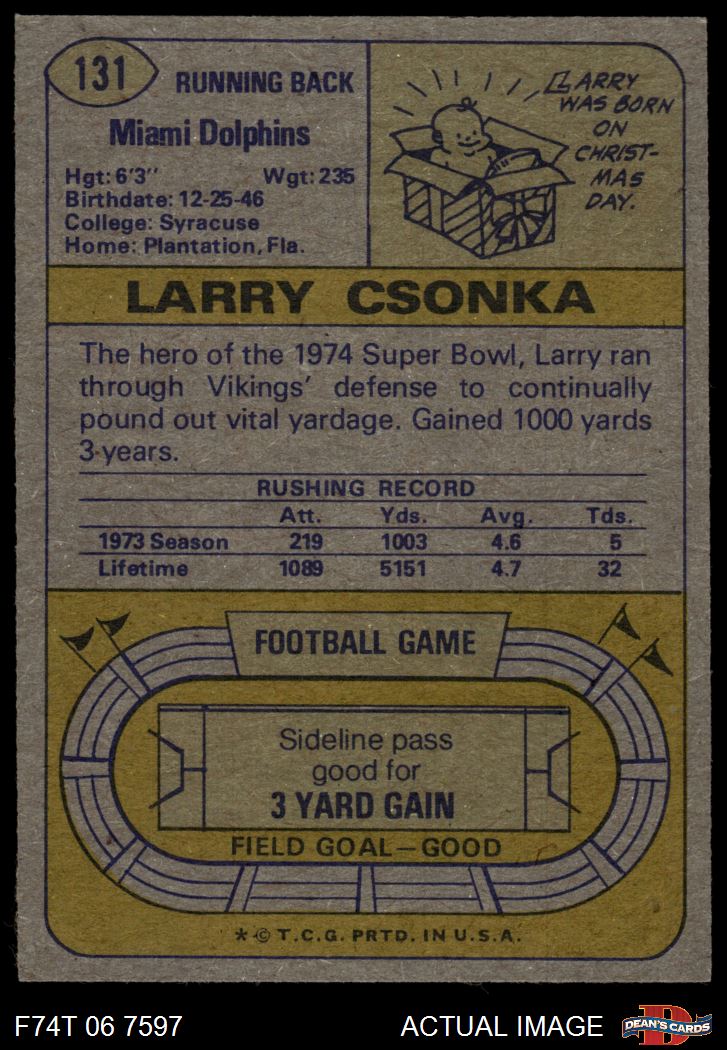 131
RUNNING BACK
Miami Dolphins
Hgt: 6'3" Wgt: 235
Birthdate: 12-25-46
College: Syracuse
Home: Plantation, Fla.
LARRY
WAS BORN
ON
CHRIST-
MAS
DAY.
LARRY CSONKA
The hero of the 1974 Super Bowl, Larry ran
through Vikings' defense to continually
pound out vital yardage. Gained 1000 yards
3-years.
RUSHING RECORD
Att. Yds. Avg. Tds.
1973 Season 219 1003 4.6 5
Lifetime 1089 5151 4.7 32
FOOTBALL GAME
Sideline pass
good for
3 YARD GAIN
FIELD GOAL—GOOD
* © T.C.G. PRTD. IN U.S.A.
F74T 06 7597 ACTUAL IMAGE
D
DEAN'S CARDS